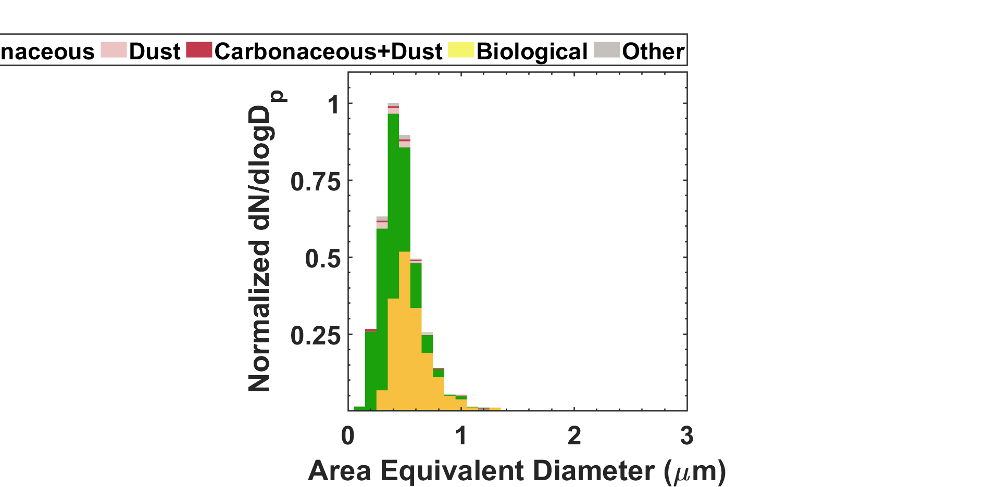 naceous Dust Carbonaceous+Dust Biological Other
Normalized dN/dlogDp
1
0.75
0.5
0.25
0 1 2 3
Area Equivalent Diameter (μm)